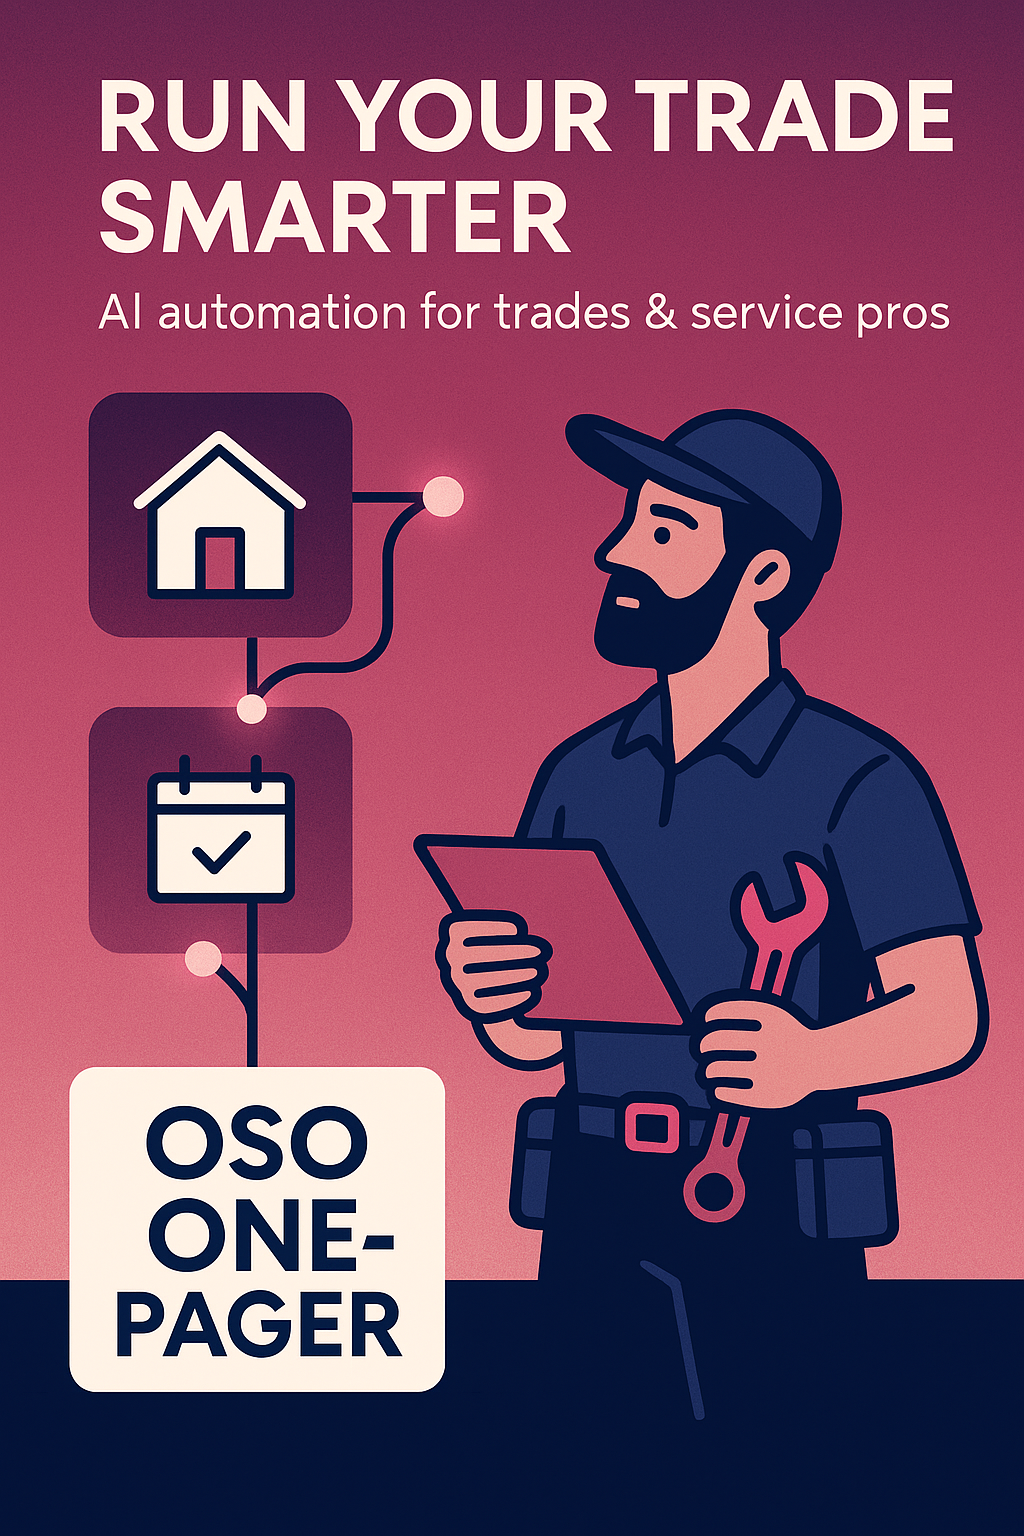 RUN YOUR TRADE
SMARTER
AI automation for trades & service pros
OSO
ONE-
PAGER